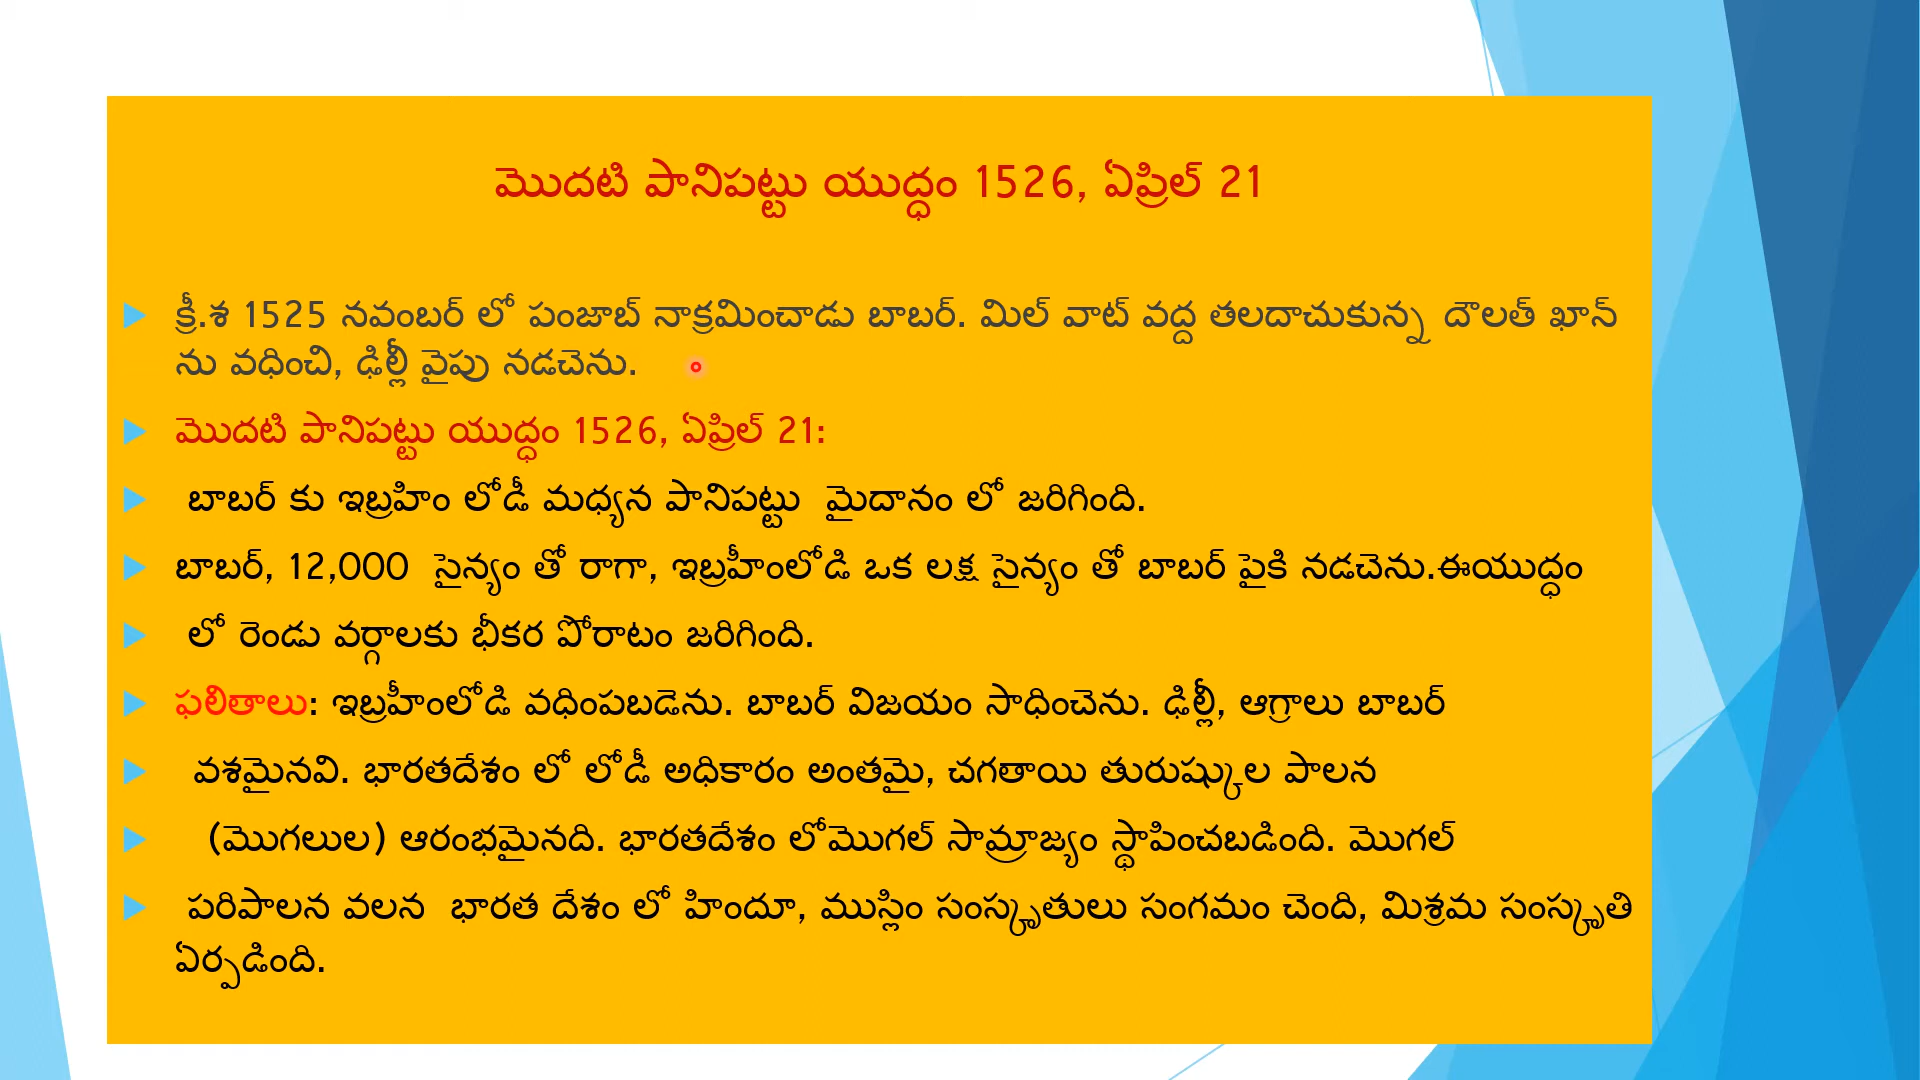 మొదటి పానిపట్టు యుద్ధం 1526, ఏప్రిల్ 21
క్రీ.శ 1525 నవంబర్ లో పంజాబ్ నాక్రమించాడు బాబర్. మిల్ వాట్ వద్ద తలదాచుకున్న దౌలత్ ఖాన్
ను వధించి, ఢిల్లీ వైపు నడచెను.
మొదటి పానిపట్టు యుద్ధం 1526, ఏప్రిల్ 21:
బాబర్ కు ఇబ్రహిం లోడీ మధ్యన పానిపట్టు మైదానం లో జరిగింది.
బాబర్, 12,000 సైన్యం తో రాగా, ఇబ్రహీంలోడి ఒక లక్ష సైన్యం తో బాబర్ పైకి నడచెను.ఈయుద్ధం
లో రెండు వర్గాలకు భీకర పోరాటం జరిగింది.
ఫలితాలు: ఇబ్రహీంలోడి వధింపబడెను. బాబర్ విజయం సాధించెను. ఢిల్లీ, ఆగ్రాలు బాబర్
వశమైనవి. భారతదేశం లో లోడీ అధికారం అంతమై, చగతాయి తురుష్కుల పాలన
(మొగలుల) ఆరంభమైనది. భారతదేశం లోమొగల్ సామ్రాజ్యం స్థాపించబడింది. మొగల్
పరిపాలన వలన భారత దేశం లో హిందూ, ముస్లిం సంస్కృతులు సంగమం చెంది, మిశ్రమ సంస్కృతి
ఏర్పడింది.